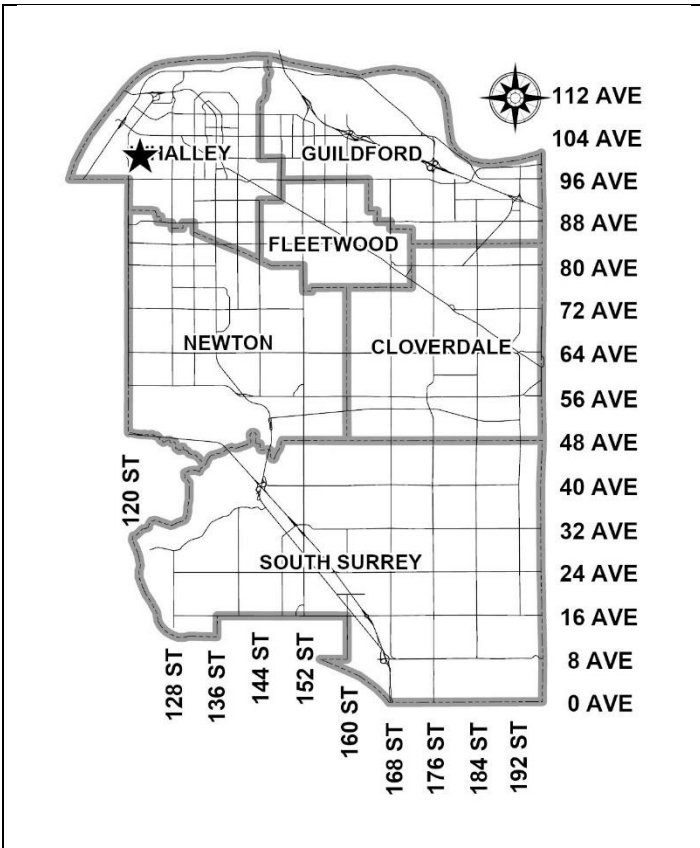 112 AVE
104 AVE
HALLEY
GUILDFORD
96 AVE
88 AVE
FLEETWOOD
80 AVE
72 AVE
NEWTON
CLOVERDALE
64 AVE
56 AVE
48 AVE
120 ST
40 AVE
32 AVE
SOUTH SURREY
24 AVE
16 AVE
8 AVE
0 AVE
128 ST
136 ST
144 ST
152 ST
160 ST
168 ST
176 ST
184 ST
192 ST